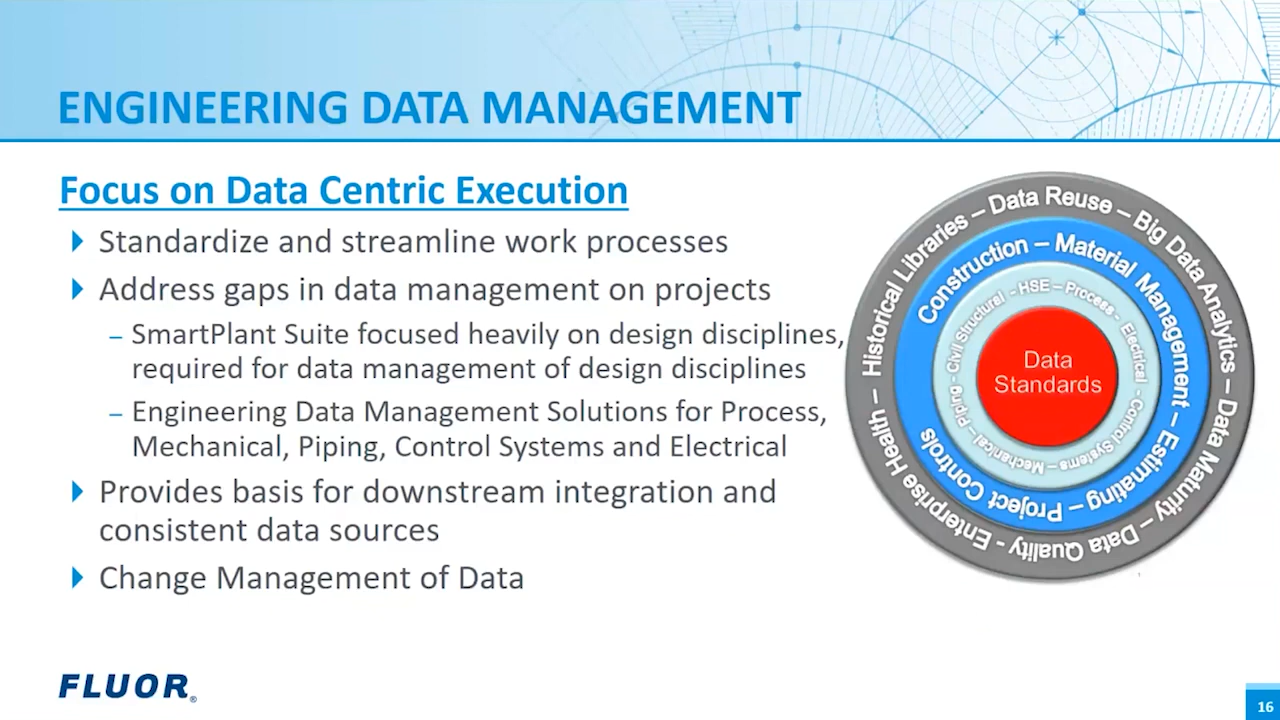 ENGINEERING DATA MANAGEMENT
Focus on Data Centric Execution
Standardize and streamline work processes
Address gaps in data management on projects
– SmartPlant Suite focused heavily on design disciplines,
required for data management of design disciplines
– Engineering Data Management Solutions for Process,
Mechanical, Piping, Control Systems and Electrical
Provides basis for downstream integration and
consistent data sources
Change Management of Data
Historical Libraries – Data Reuse – Big Data Analytics – Data Maturity – Data Quality - Enterprise Health –
Construction – Material Management – Estimating – Project Controls
Civil Structural - HSE – Process - Electrical - Control Systems – Mechanical – Piping -
Data
Standards
FLUOR®
16